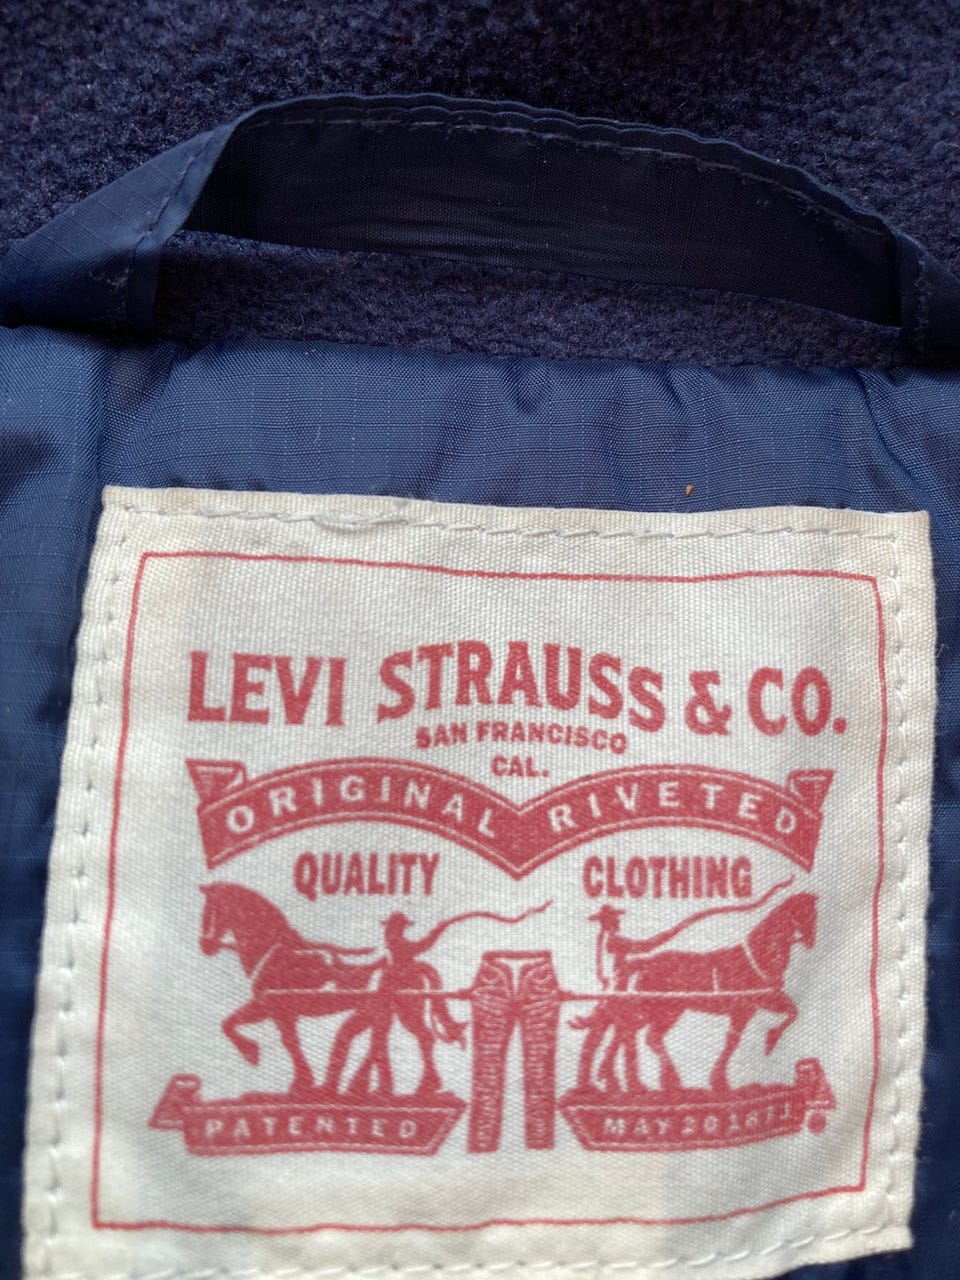 LEVI STRAUSS & CO.
SAN FRANCISCO
CAL.
ORIGINAL RIVETED
QUALITY CLOTHING
PATENTED MAY 20 1873